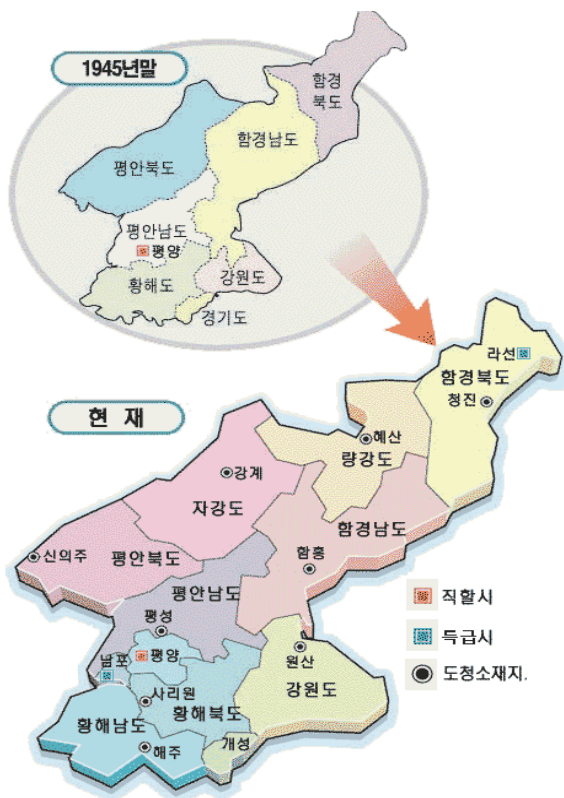 1945년말
함경
북도
함경남도
평안북도
평안남도
평양
황해도
강원도
경기도
현 재
라선
함경북도
청진
혜산
량강도
강계
자강도
함경남도
신의주
평안북도
함흥
평안남도
평성
직할시
남포
평양
특급시
원산
사리원
강원도
도청소재지.
황해남도
황해북도
개성
해주